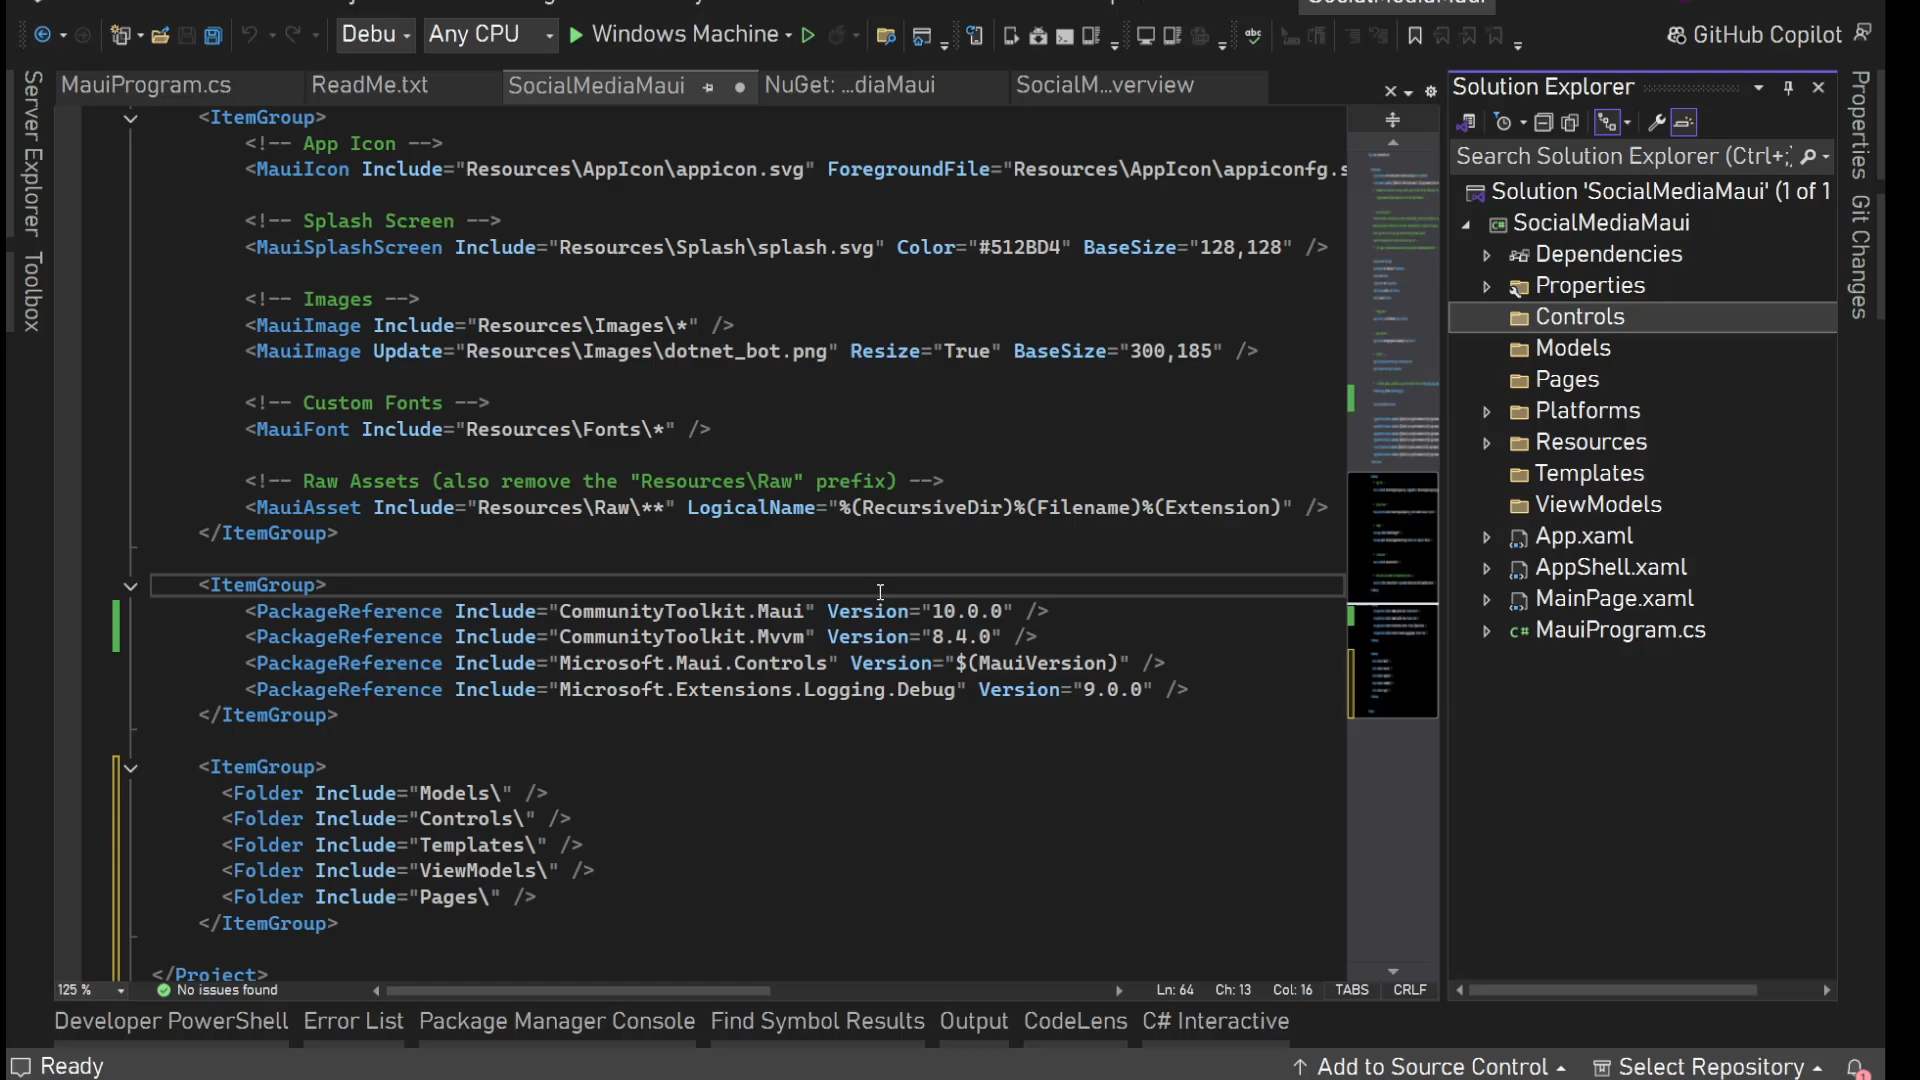 Debu
Any CPU
Windows Machine
GitHub Copilot
MauiProgram.cs
ReadMe.txt
SocialMediaMaui
NuGet: ...diaMaui
SocialM...verview
Server Explorer
Toolbox
<ItemGroup>
<!-- App Icon -->
<MauiIcon Include="Resources\AppIcon\appicon.svg" ForegroundFile="Resources\AppIcon\appiconfg.s
<!-- Splash Screen -->
<MauiSplashScreen Include="Resources\Splash\splash.svg" Color="#512BD4" BaseSize="128,128" />
<!-- Images -->
<MauiImage Include="Resources\Images\*" />
<MauiImage Update="Resources\Images\dotnet_bot.png" Resize="True" BaseSize="300,185" />
<!-- Custom Fonts -->
<MauiFont Include="Resources\Fonts\*" />
<!-- Raw Assets (also remove the "Resources\Raw" prefix) -->
<MauiAsset Include="Resources\Raw\**" LogicalName="%(RecursiveDir)%(Filename)%(Extension)" />
</ItemGroup>
<ItemGroup>
<PackageReference Include="CommunityToolkit.Maui" Version="10.0.0" />
<PackageReference Include="CommunityToolkit.Mvvm" Version="8.4.0" />
<PackageReference Include="Microsoft.Maui.Controls" Version="$(MauiVersion)" />
<PackageReference Include="Microsoft.Extensions.Logging.Debug" Version="9.0.0" />
</ItemGroup>
<ItemGroup>
<Folder Include="Models\" />
<Folder Include="Controls\" />
<Folder Include="Templates\" />
<Folder Include="ViewModels\" />
<Folder Include="Pages\" />
</ItemGroup>
</Project>
125 %
No issues found
Ln: 64
Ch: 13
Col: 16
TABS
CRLF
Solution Explorer
Search Solution Explorer (Ctrl+;
Solution 'SocialMediaMaui' (1 of 1
SocialMediaMaui
Dependencies
Properties
Controls
Models
Pages
Platforms
Resources
Templates
ViewModels
App.xaml
AppShell.xaml
MainPage.xaml
C# MauiProgram.cs
Properties
Git Changes
Developer PowerShell
Error List
Package Manager Console
Find Symbol Results
Output
CodeLens
C# Interactive
Ready
Add to Source Control
Select Repository